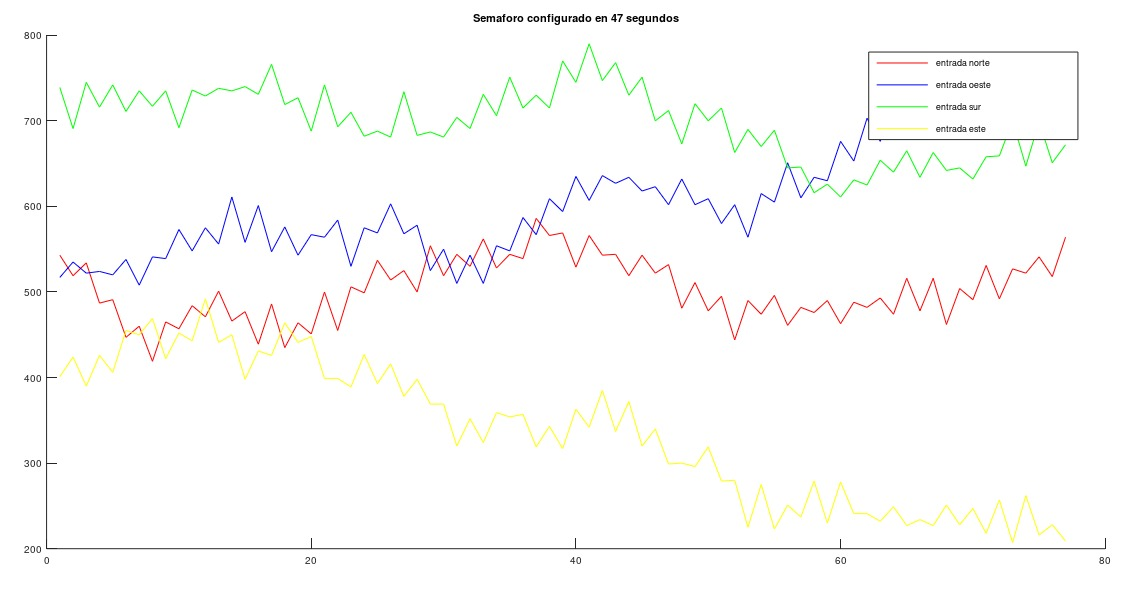 Semaforo configurado en 47 segundos
800
700
600
500
400
300
200
0
20
40
60
80
entrada norte
entrada oeste
entrada sur
entrada este